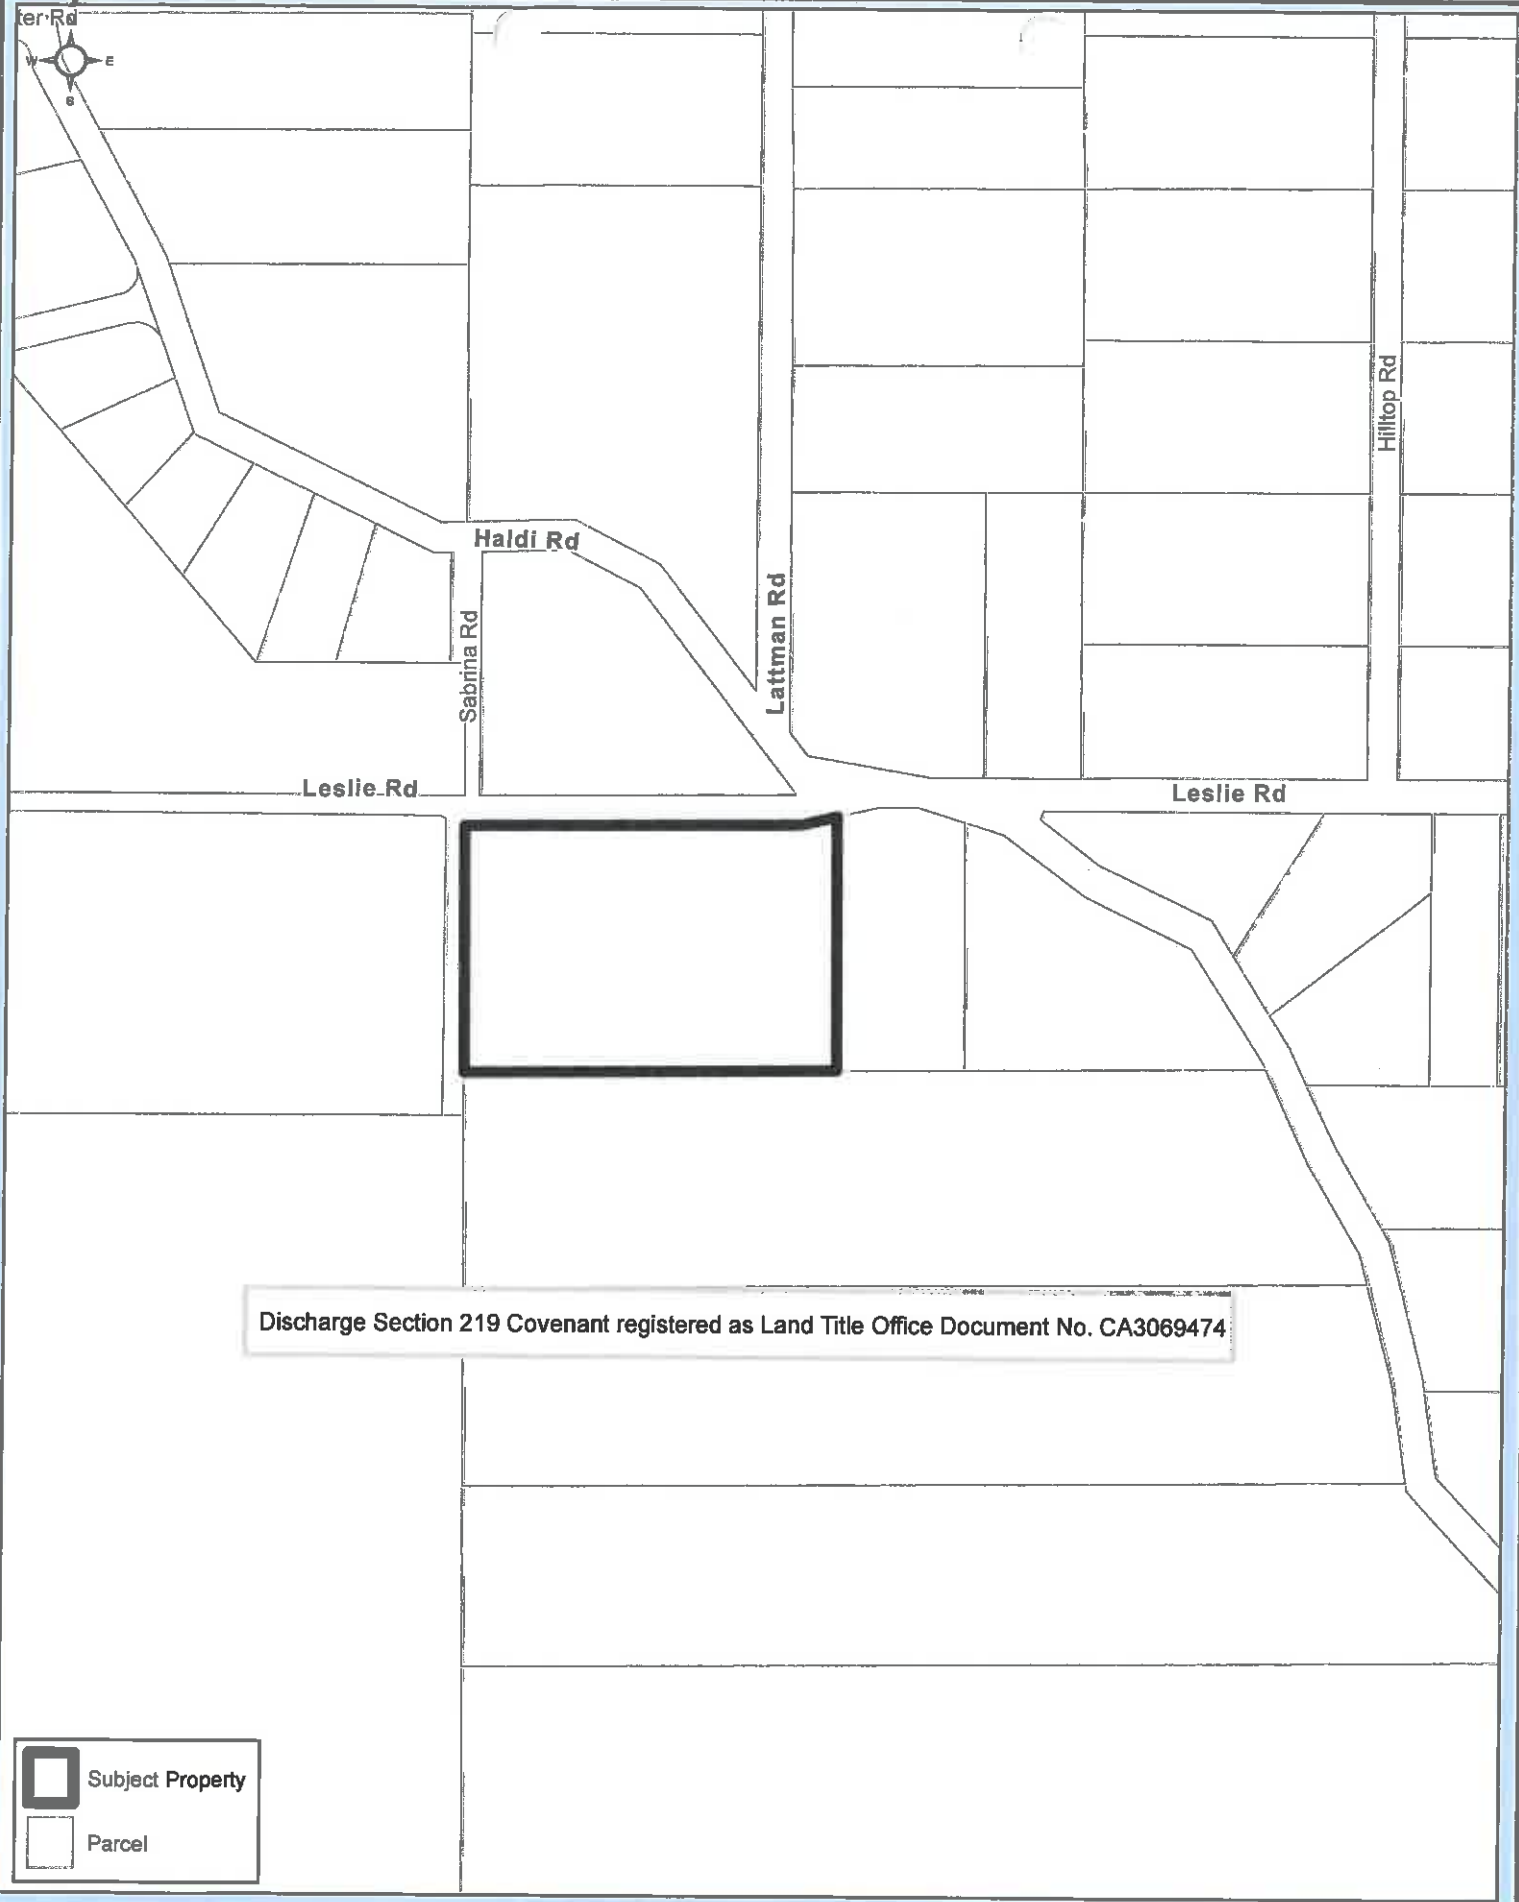 ter Rd
W E
S
Hilltop Rd
Haldi Rd
Lattman Rd
Sabrina Rd
Leslie Rd
Leslie Rd
Discharge Section 219 Covenant registered as Land Title Office Document No. CA3069474
Subject Property
Parcel